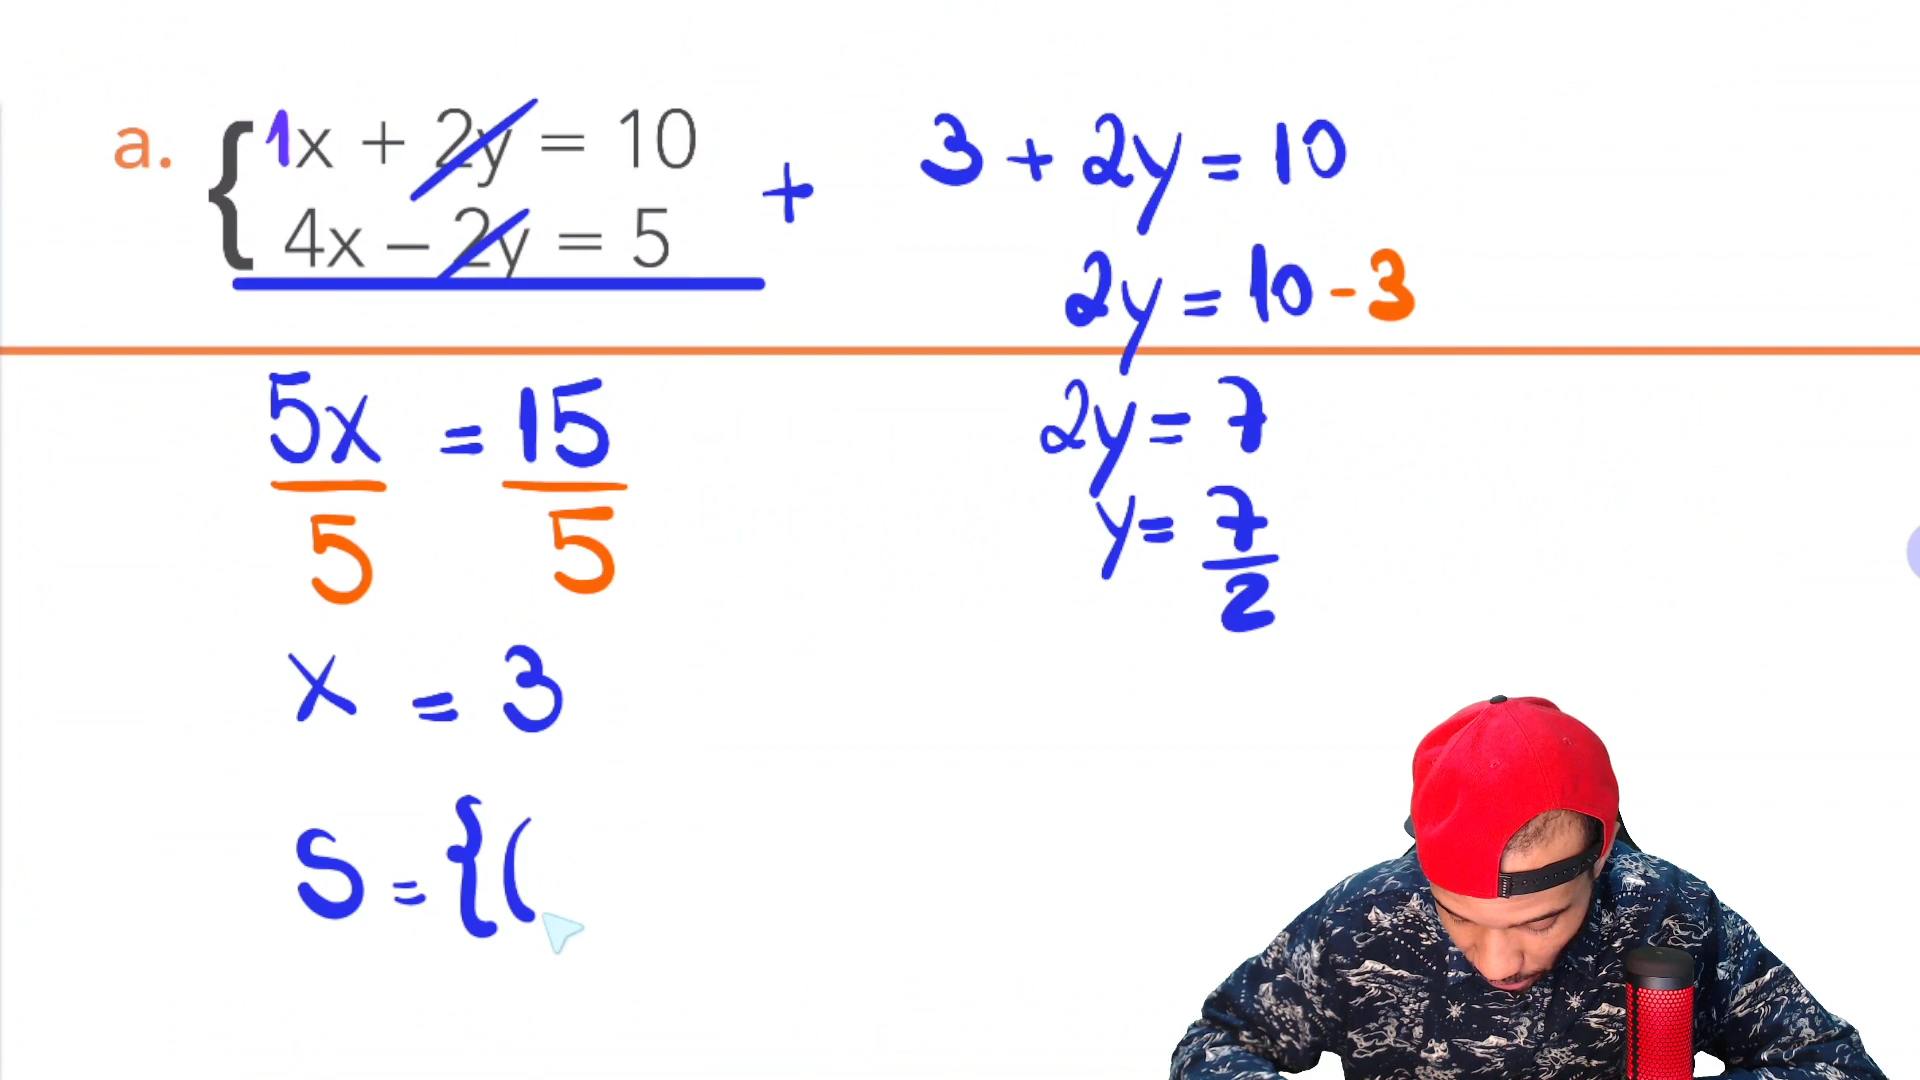 a. { 1x + 2y = 10
4x – 2y = 5
+
5x = 15
5 5
x = 3
S = {(
3 + 2y = 10
2y = 10 - 3
2y = 7
y = 7
2